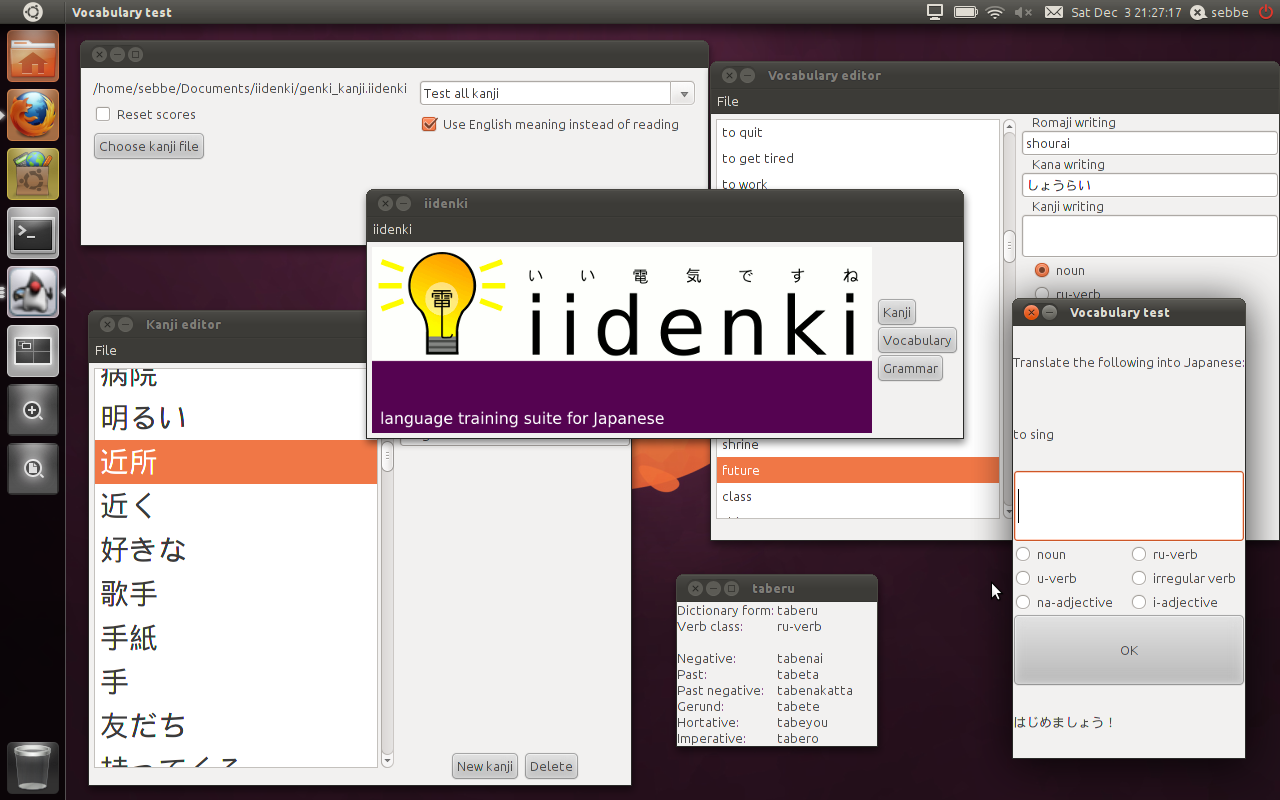 Vocabulary test
Sat Dec 3 21:27:17
sebbe
/home/sebbe/Documents/iidenki/genki_kanji.iidenki
Test all kanji
Reset scores
Use English meaning instead of reading
Choose kanji file
Vocabulary editor
File
to quit
to get tired
to work
shrine
future
class
Romaji writing
shourai
Kana writing
しょうらい
Kanji writing
noun
ru-verb
iidenki
iidenki
電
いい電気ですね
iidenki
language training suite for Japanese
Kanji
Vocabulary
Grammar
Kanji editor
File
病院
明るい
近所
近く
好きな
歌手
手紙
手
友だち
持ってくる
New kanji
Delete
taberu
Dictionary form: taberu
Verb class: ru-verb
Negative: tabenai
Past: tabeta
Past negative: tabenakatta
Gerund: tabete
Hortative: tabeyou
Imperative: tabero
Vocabulary test
Translate the following into Japanese:
to sing
noun ru-verb
u-verb irregular verb
na-adjective i-adjective
OK
はじめましょう！